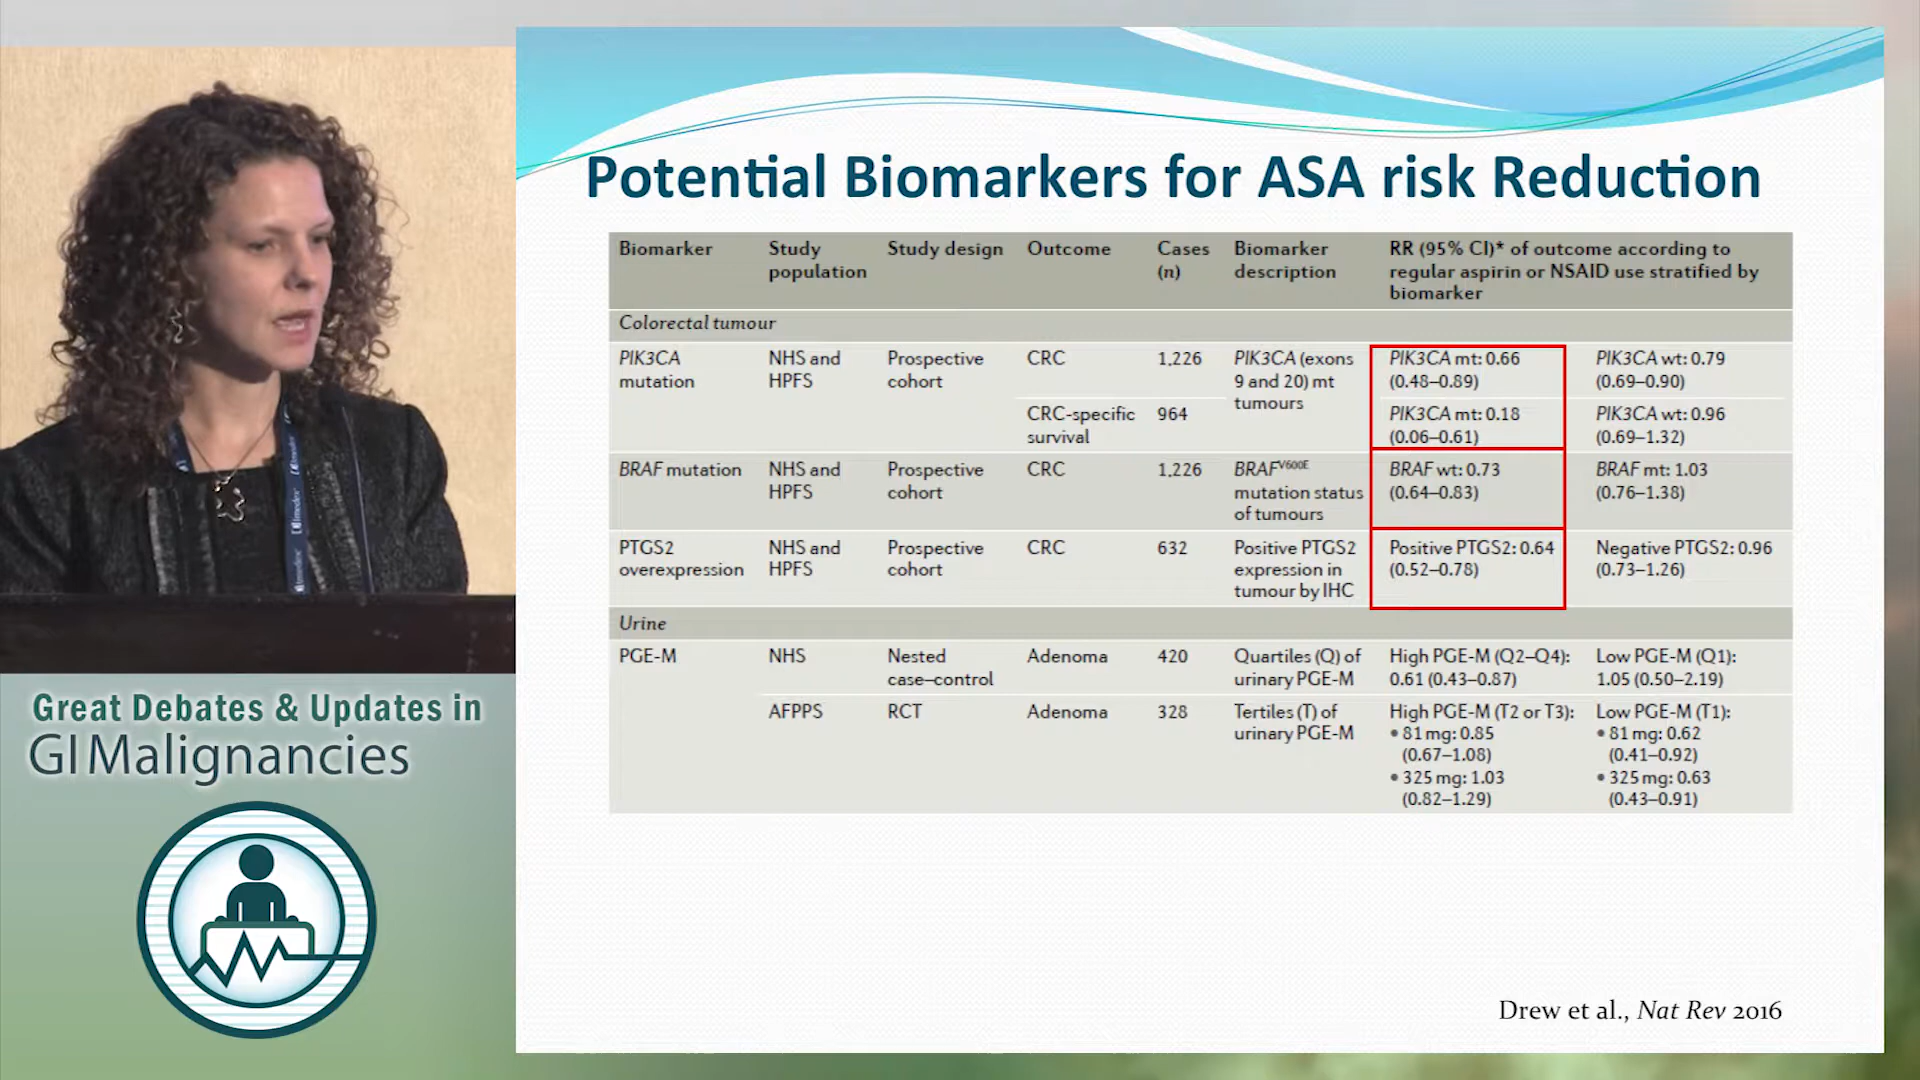 Potential Biomarkers for ASA risk Reduction
Biomarker
Study
population
Study design
Outcome
Cases
(n)
Biomarker
description
RR (95% CI)* of outcome according to
regular aspirin or NSAID use stratified by
biomarker
Colorectal tumour
PIK3CA
mutation
NHS and
HPFS
Prospective
cohort
CRC
1,226
PIK3CA (exons
9 and 20) mt
tumours
PIK3CA mt: 0.66
(0.48–0.89)
PIK3CA wt: 0.79
(0.69–0.90)
CRC-specific
survival
964
PIK3CA mt: 0.18
(0.06–0.61)
PIK3CA wt: 0.96
(0.69–1.32)
BRAF mutation
NHS and
HPFS
Prospective
cohort
CRC
1,226
BRAFV600E
mutation status
of tumours
BRAF wt: 0.73
(0.64–0.83)
BRAF mt: 1.03
(0.76–1.38)
PTGS2
overexpression
NHS and
HPFS
Prospective
cohort
CRC
632
Positive PTGS2
expression in
tumour by IHC
Positive PTGS2: 0.64
(0.52–0.78)
Negative PTGS2: 0.96
(0.73–1.26)
Urine
PGE-M
NHS
Nested
case–control
Adenoma
420
Quartiles (Q) of
urinary PGE-M
High PGE-M (Q2–Q4):
0.61 (0.43–0.87)
Low PGE-M (Q1):
1.05 (0.50–2.19)
AFPPS
RCT
Adenoma
328
Tertiles (T) of
urinary PGE-M
High PGE-M (T2 or T3):
• 81 mg: 0.85
(0.67–1.08)
• 325 mg: 1.03
(0.82–1.29)
Low PGE-M (T1):
• 81 mg: 0.62
(0.41–0.92)
• 325 mg: 0.63
(0.43–0.91)
Drew et al., Nat Rev 2016
imedex
Great Debates & Updates in
GI Malignancies